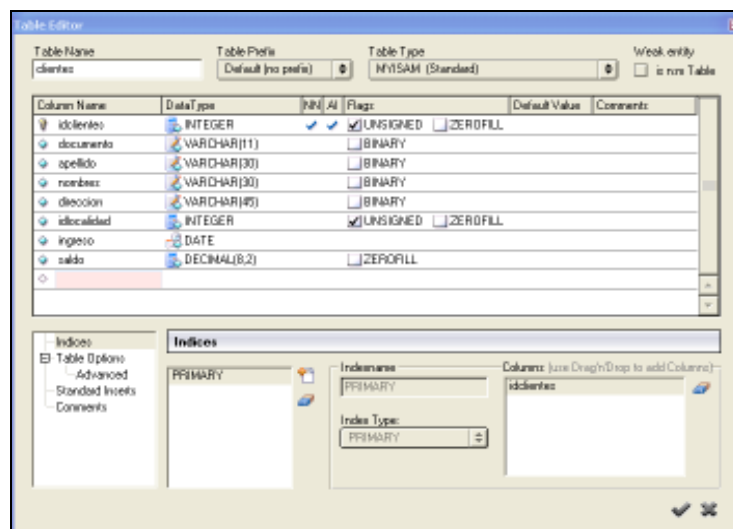 Table Editor
Table Name Table Prefix Table Type Weak entity
clientes Default (no prefix) MYISAM (Standard) is n:m Table
Column Name DataType NN AI Flags Default Value Comments
idclientes INTEGER UNSIGNED ZEROFILL
documento VARCHAR(11) BINARY
apellido VARCHAR(30) BINARY
nombres VARCHAR(30) BINARY
direccion VARCHAR(45) BINARY
idlocalidad INTEGER UNSIGNED ZEROFILL
ingreso DATE
saldo DECIMAL(8,2) ZEROFILL
Indices
Table Options
Advanced
Standard Inserts
Comments
Indices
PRIMARY
Indexname
PRIMARY
Index Type:
PRIMARY
Columns (use Drag'n'Drop to add Columns)
idclientes